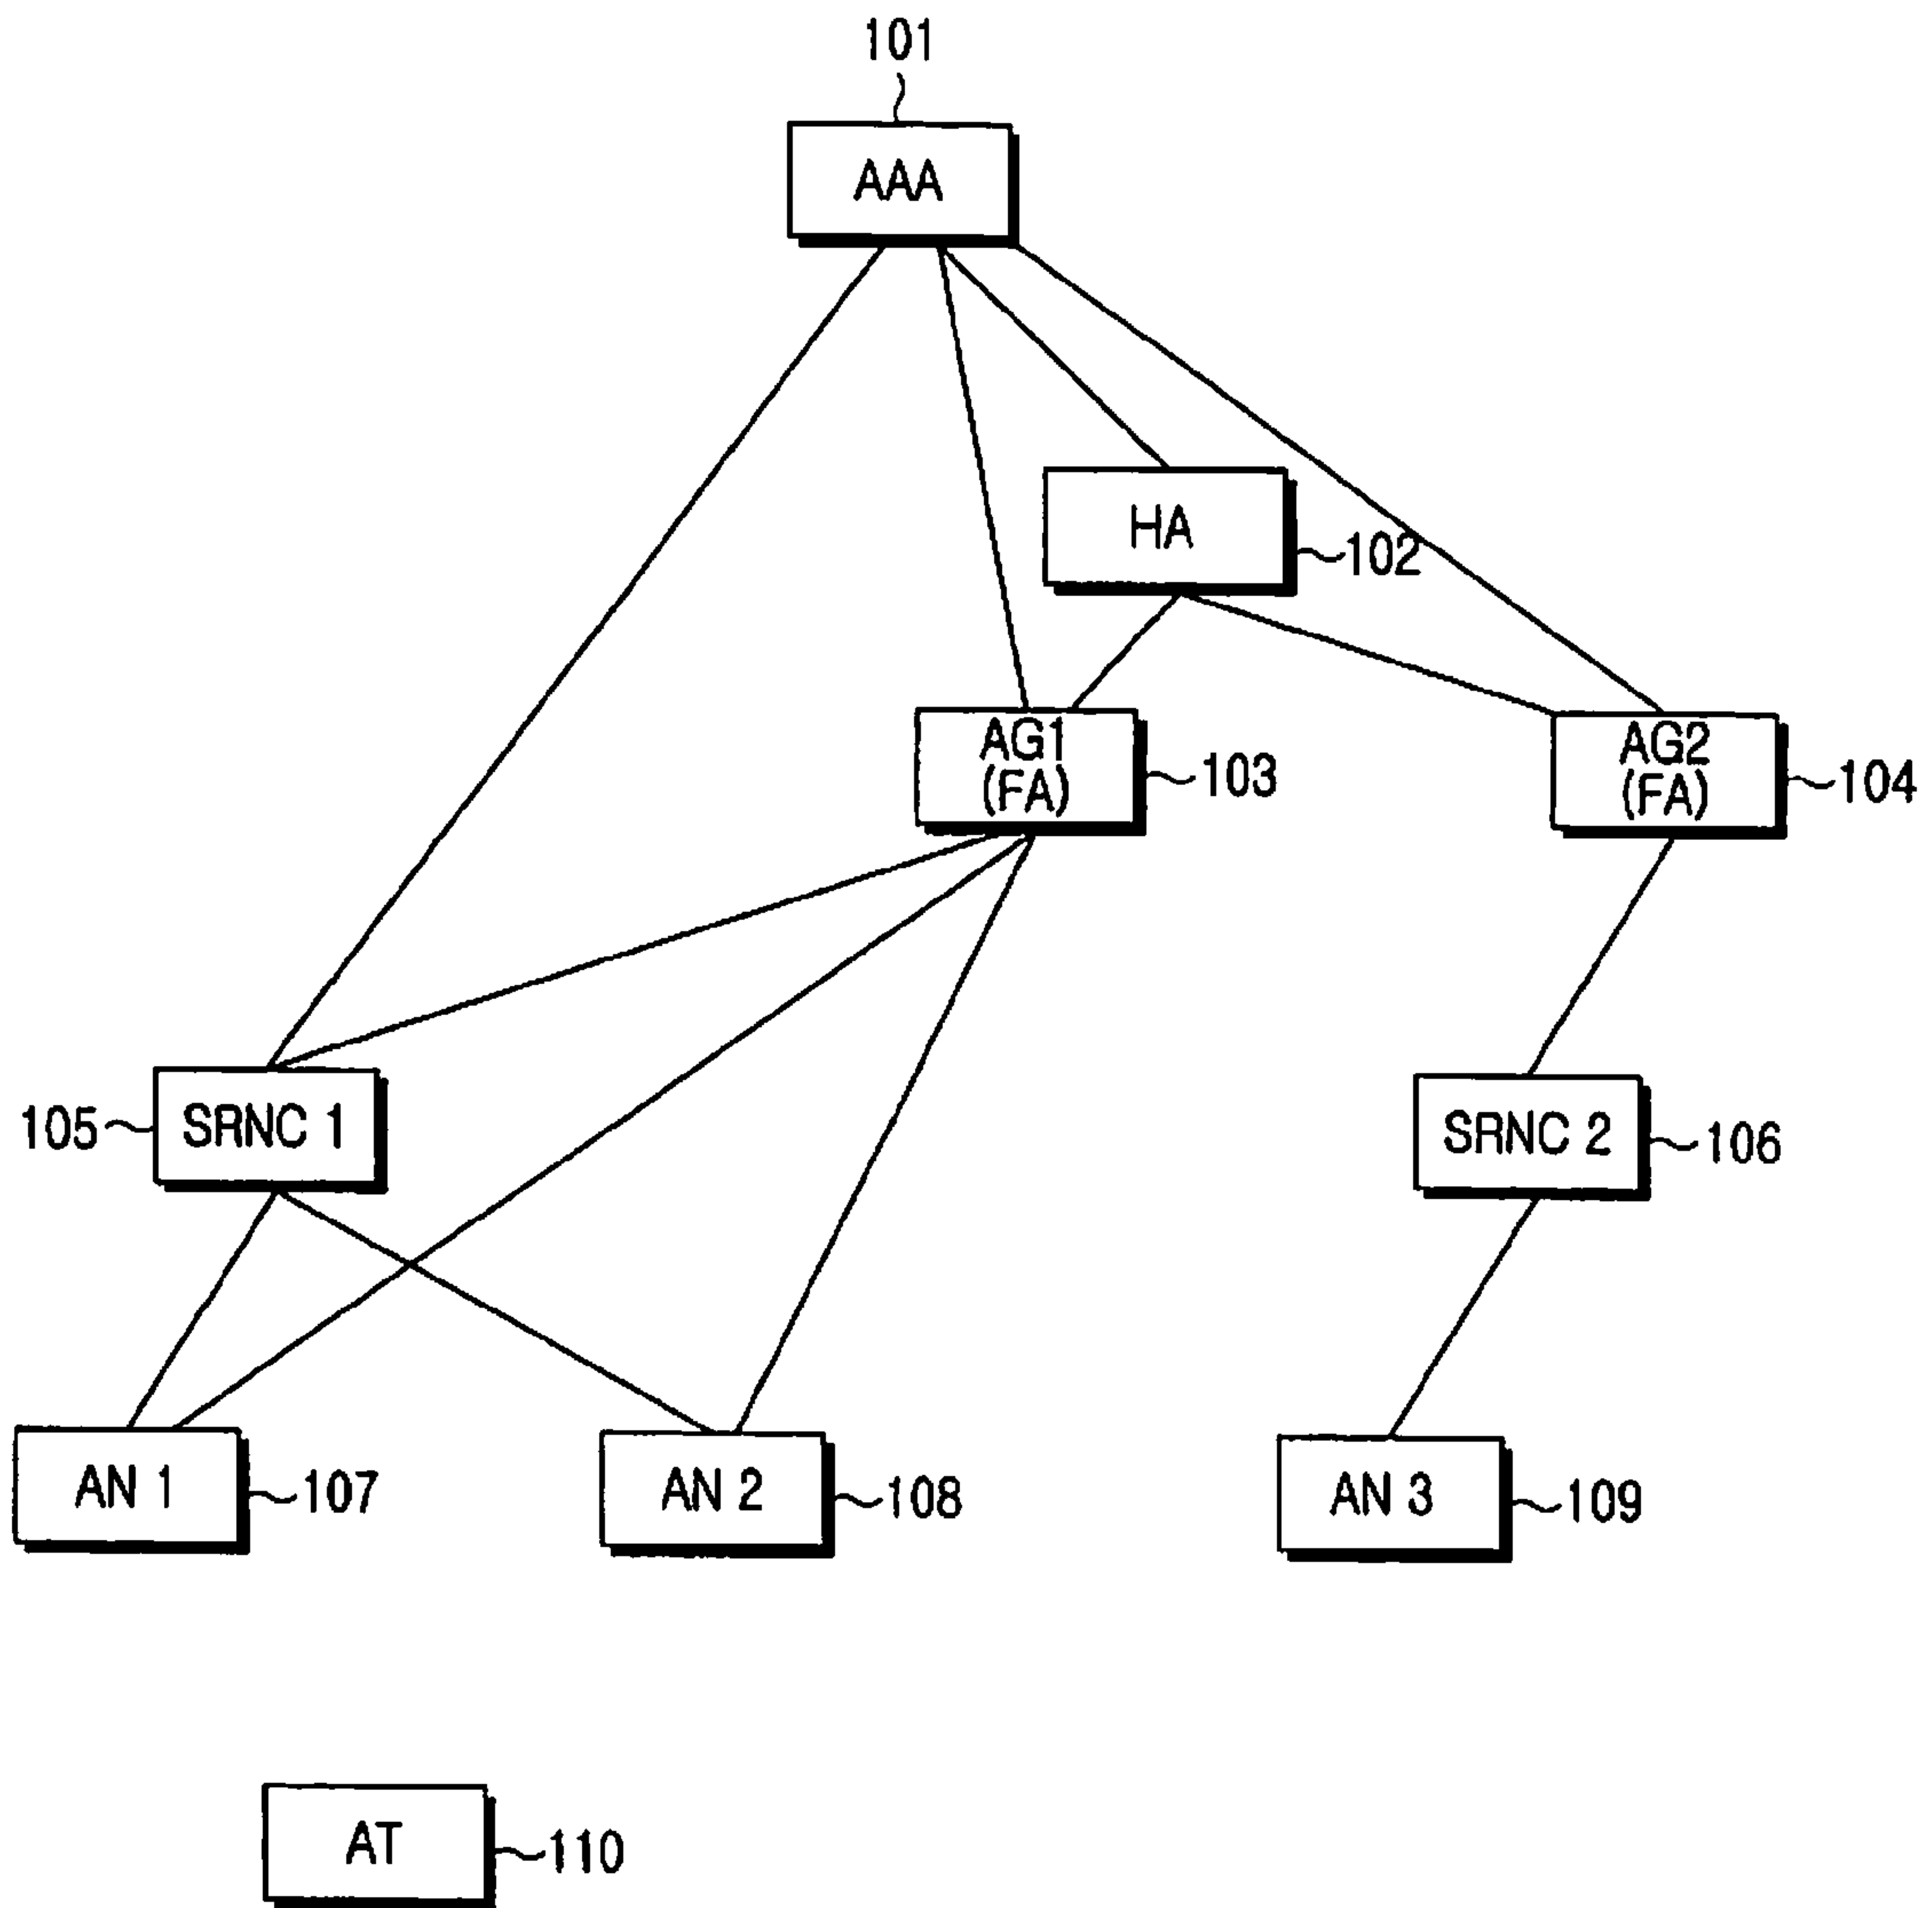 101
AAA
HA
102
AG1
(FA)
103
AG2
(FA)
104
105
SRNC 1
SRNC 2
106
AN 1
107
AN 2
108
AN 3
109
AT
110